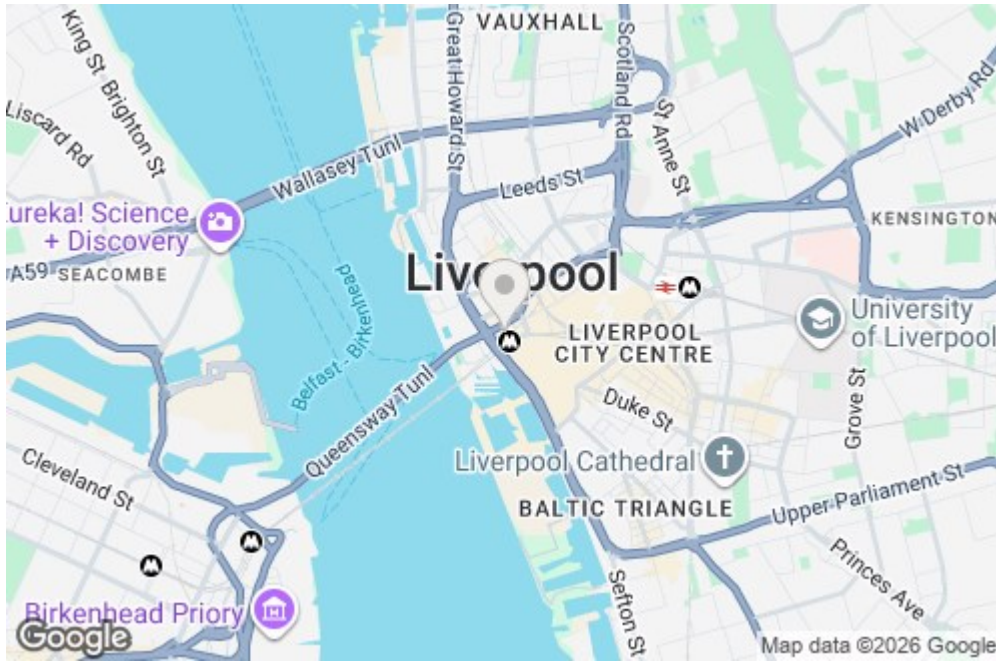 VAUXHALL
King St
Brighton St
Great Howard St
Scotland Rd
St Anne St
W Derby Rd
Liscard Rd
Wallasey Tunl
Leeds St
Eureka! Science
+ Discovery
KENSINGTON
A59
SEACOMBE
Liverpool
Belfast - Birkenhead
University
of Liverpool
LIVERPOOL
CITY CENTRE
Queensway Tunl
Duke St
Grove St
Cleveland St
Liverpool Cathedral
BALTIC TRIANGLE
Upper Parliament St
Princes Ave
Sefton St
Birkenhead Priory
Google
Map data ©2026 Google